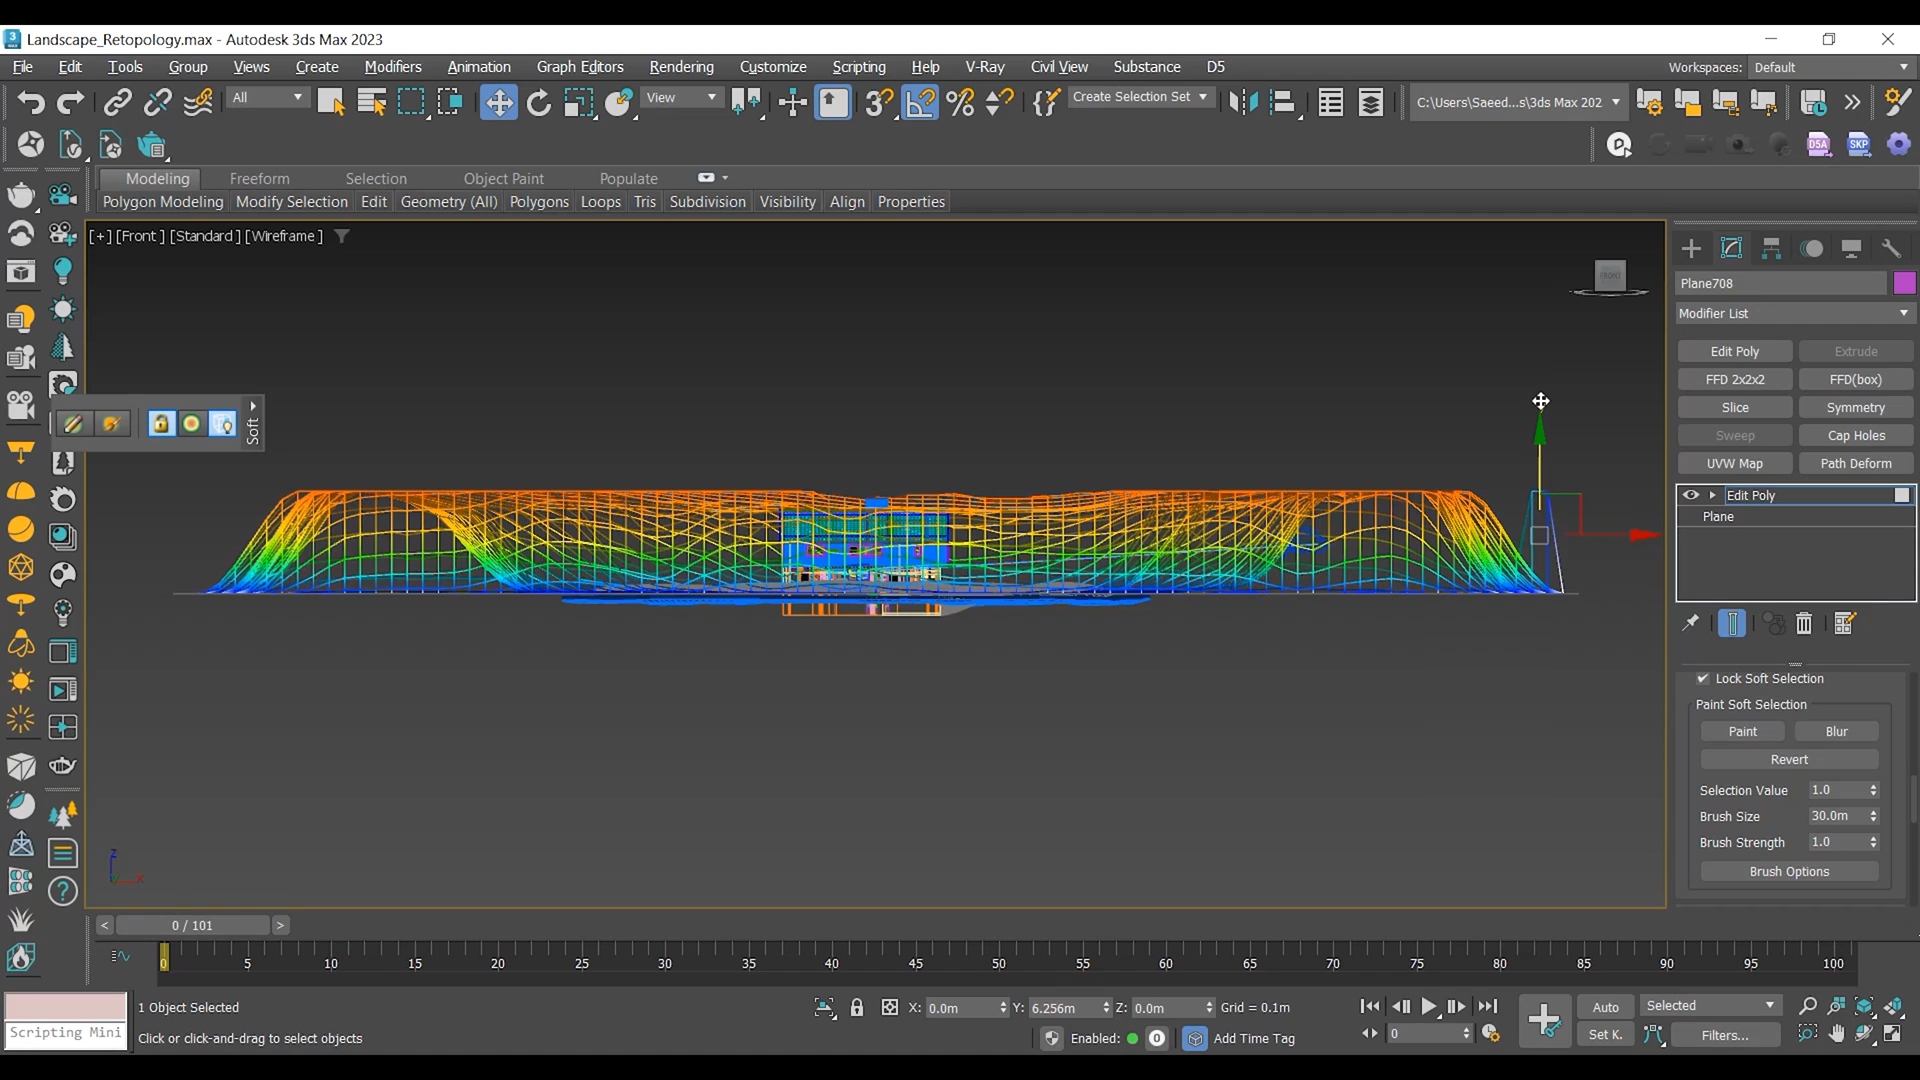 Landscape_Retopology.max - Autodesk 3ds Max 2023
File Edit Tools Group Views Create Modifiers Animation Graph Editors Rendering Customize Scripting Help V-Ray Civil View Substance D5 Workspaces: Default
All View Create Selection Set C:\Users\Saeed...s\3ds Max 202
D5A SKP
Modeling Freeform Selection Object Paint Populate
Polygon Modeling Modify Selection Edit Geometry (All) Polygons Loops Tris Subdivision Visibility Align Properties
[+] [Front ] [Standard ] [Wireframe ]
FRONT
Plane708
Modifier List
Edit Poly Extrude
FFD 2x2x2 FFD(box)
Slice Symmetry
Sweep Cap Holes
UVW Map Path Deform
Edit Poly
Plane
Soft
Lock Soft Selection
Paint Soft Selection
Paint Blur
Revert
Selection Value 1.0
Brush Size 30.0m
Brush Strength 1.0
Brush Options
z
x
< 0 / 101 >
0 5 10 15 20 25 30 35 40 45 50 55 60 65 70 75 80 85 90 95 100
1 Object Selected X: 0.0m Y: 6.256m Z: 0.0m Grid = 0.1m Auto Selected
Scripting Mini Click or click-and-drag to select objects Enabled: 0 Add Time Tag 0 Set K. Filters...